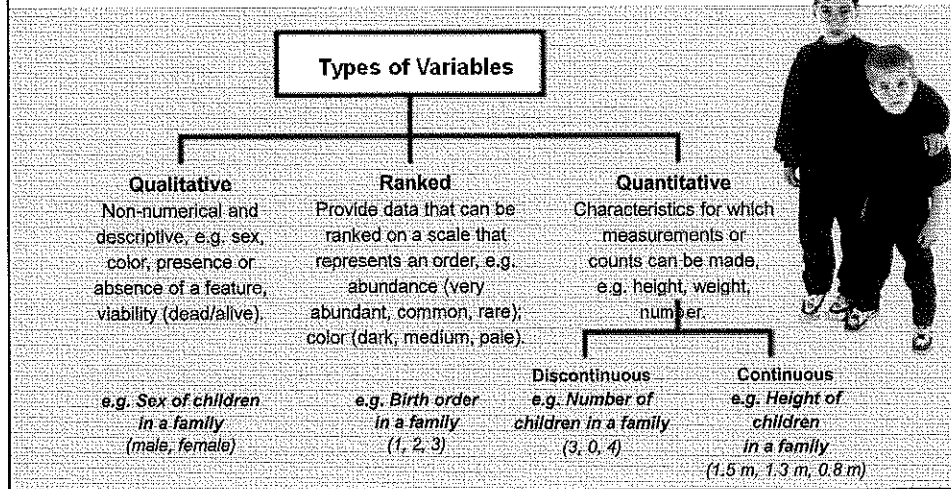 Types of Variables
Qualitative
Non-numerical and
descriptive, e.g. sex,
color, presence or
absence of a feature,
viability (dead/alive).
e.g. Sex of children
in a family
(male, female)
Ranked
Provide data that can be
ranked on a scale that
represents an order, e.g.
abundance (very
abundant, common, rare);
color (dark, medium, pale).
e.g. Birth order
in a family
(1, 2, 3)
Quantitative
Characteristics for which
measurements or
counts can be made,
e.g. height, weight,
number.
Discontinuous
e.g. Number of
children in a family
(3, 0, 4)
Continuous
e.g. Height of
children
in a family
(1.5 m, 1.3 m, 0.8 m)